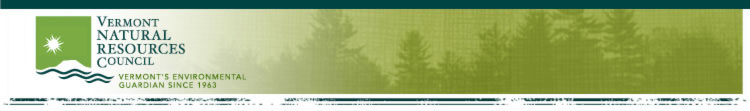 VERMONT
NATURAL
RESOURCES
COUNCIL
VERMONT'S ENVIRONMENTAL
GUARDIAN SINCE 1963